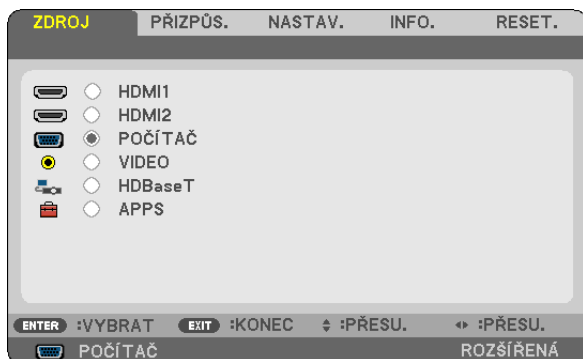 ZDROJ PŘIZPŮS. NASTAV. INFO. RESET.
HDMI1
HDMI2
POČÍTAČ
VIDEO
HDBaseT
APPS
ENTER :VYBRAT EXIT :KONEC :PŘESU. :PŘESU.
POČÍTAČ ROZŠÍŘENÁ